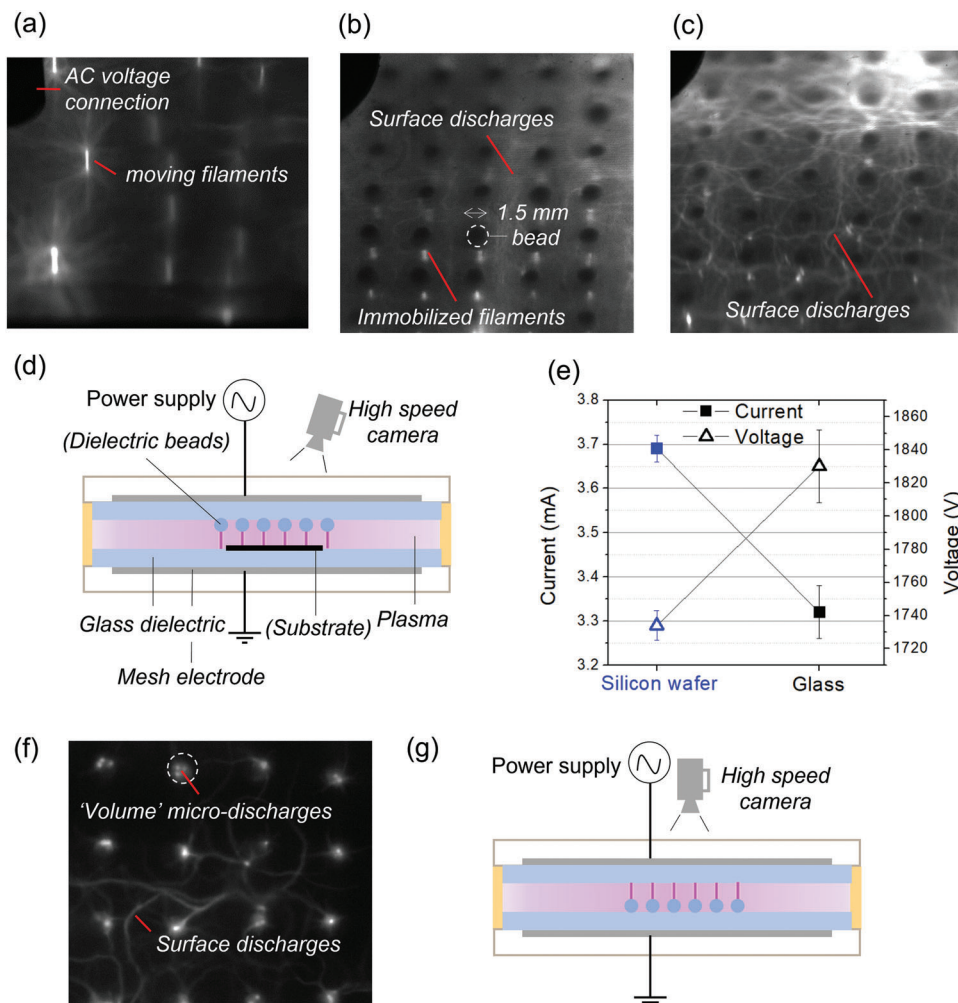 (a)
AC voltage
connection
moving filaments
(b)
Surface discharges
1.5 mm
bead
Immobilized filaments
(c)
Surface discharges
(d)
Power supply
High speed
camera
(Dielectric beads)
Glass dielectric
(Substrate)
Plasma
Mesh electrode
(e)
3.8
3.7
3.6
3.5
3.4
3.3
3.2
Current (mA)
Current
Voltage
1860
1840
1820
1800
1780
1760
1740
1720
Voltage (V)
Silicon wafer
Glass
(f)
'Volume' micro-discharges
Surface discharges
(g)
Power supply
High speed
camera